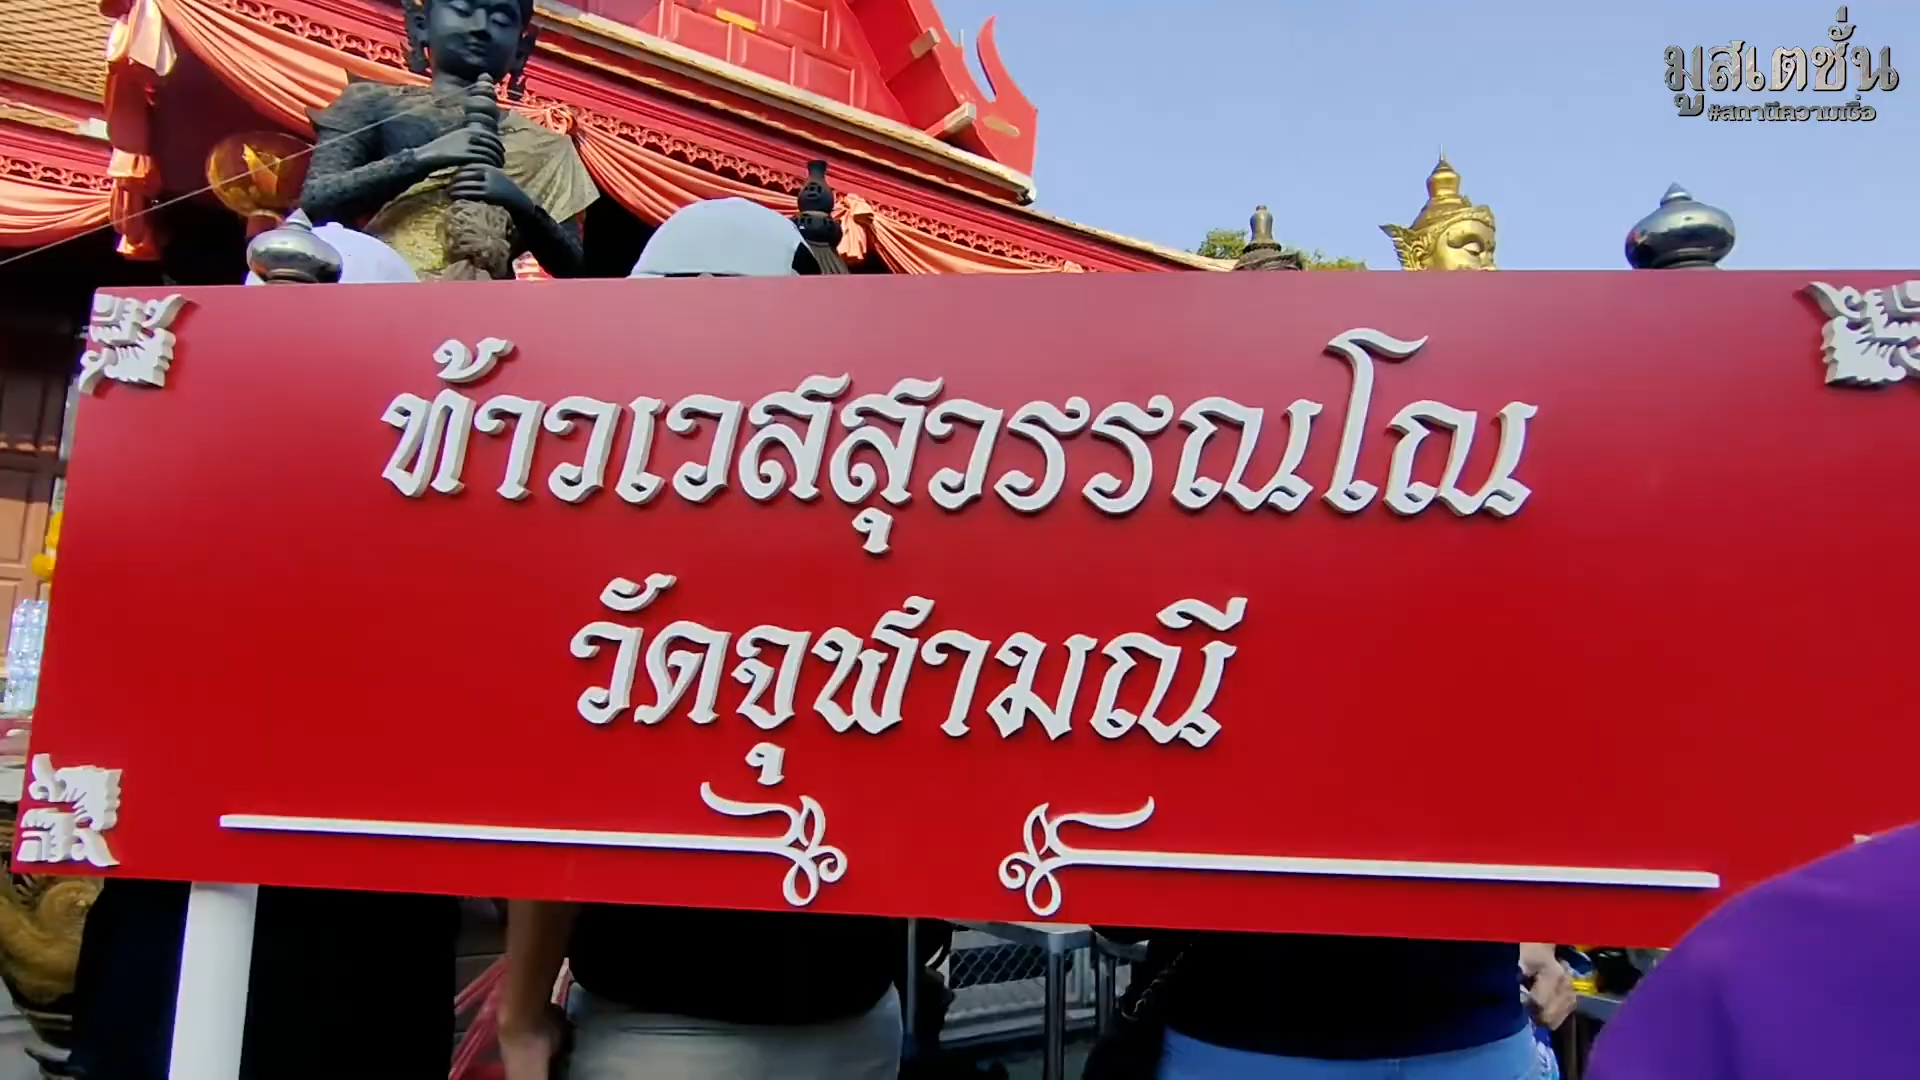 มูสเตชั่น
#สถานีความเชื่อ
ท้าวเวสสุวรรณโณ
วัดจุฬามณี